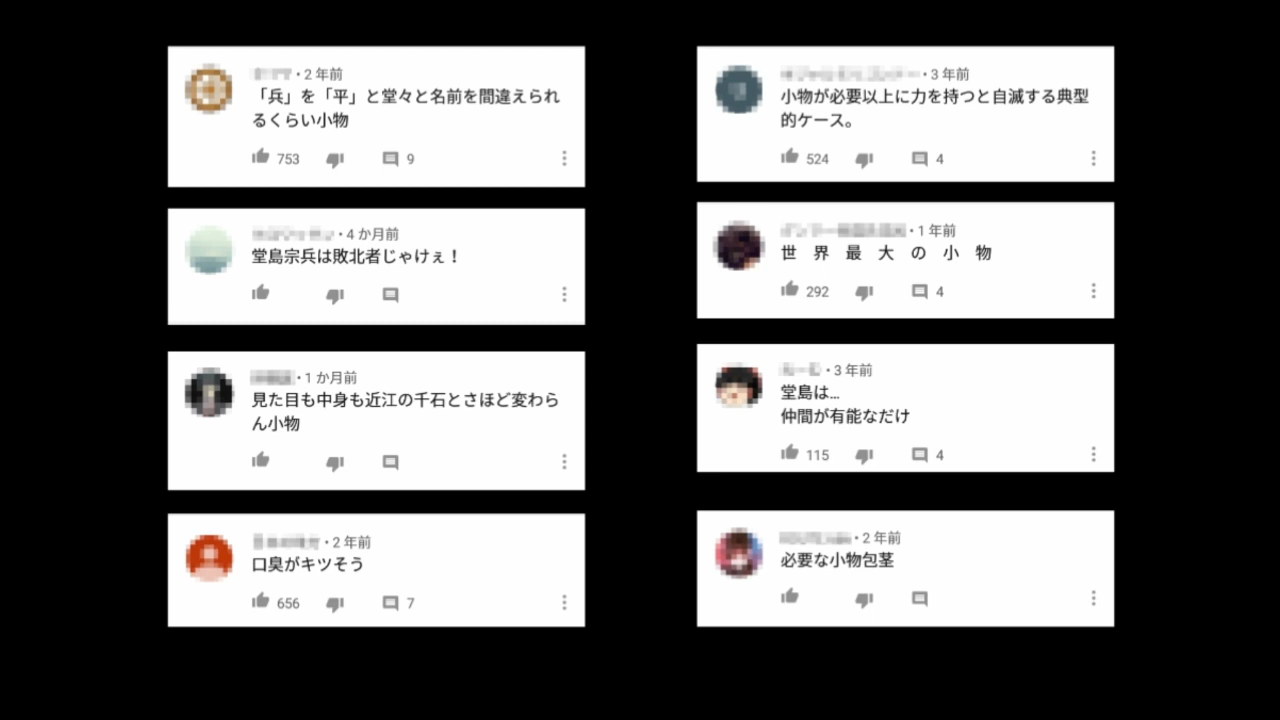 ・2 年前
「兵」を「平」と堂々と名前を間違えられ
るくらい小物
753 9
・4 か月前
堂島宗兵は敗北者じゃけぇ！
・1 か月前
見た目も中身も近江の千石とさほど変わら
ん小物
・2 年前
口臭がキツそう
656 7
・3 年前
小物が必要以上に力を持つと自滅する典型
的ケース。
524 4
・1 年前
世　界　最　大　の　小　物
292 4
・3 年前
堂島は...
仲間が有能なだけ
115 4
・2 年前
必要な小物包茎